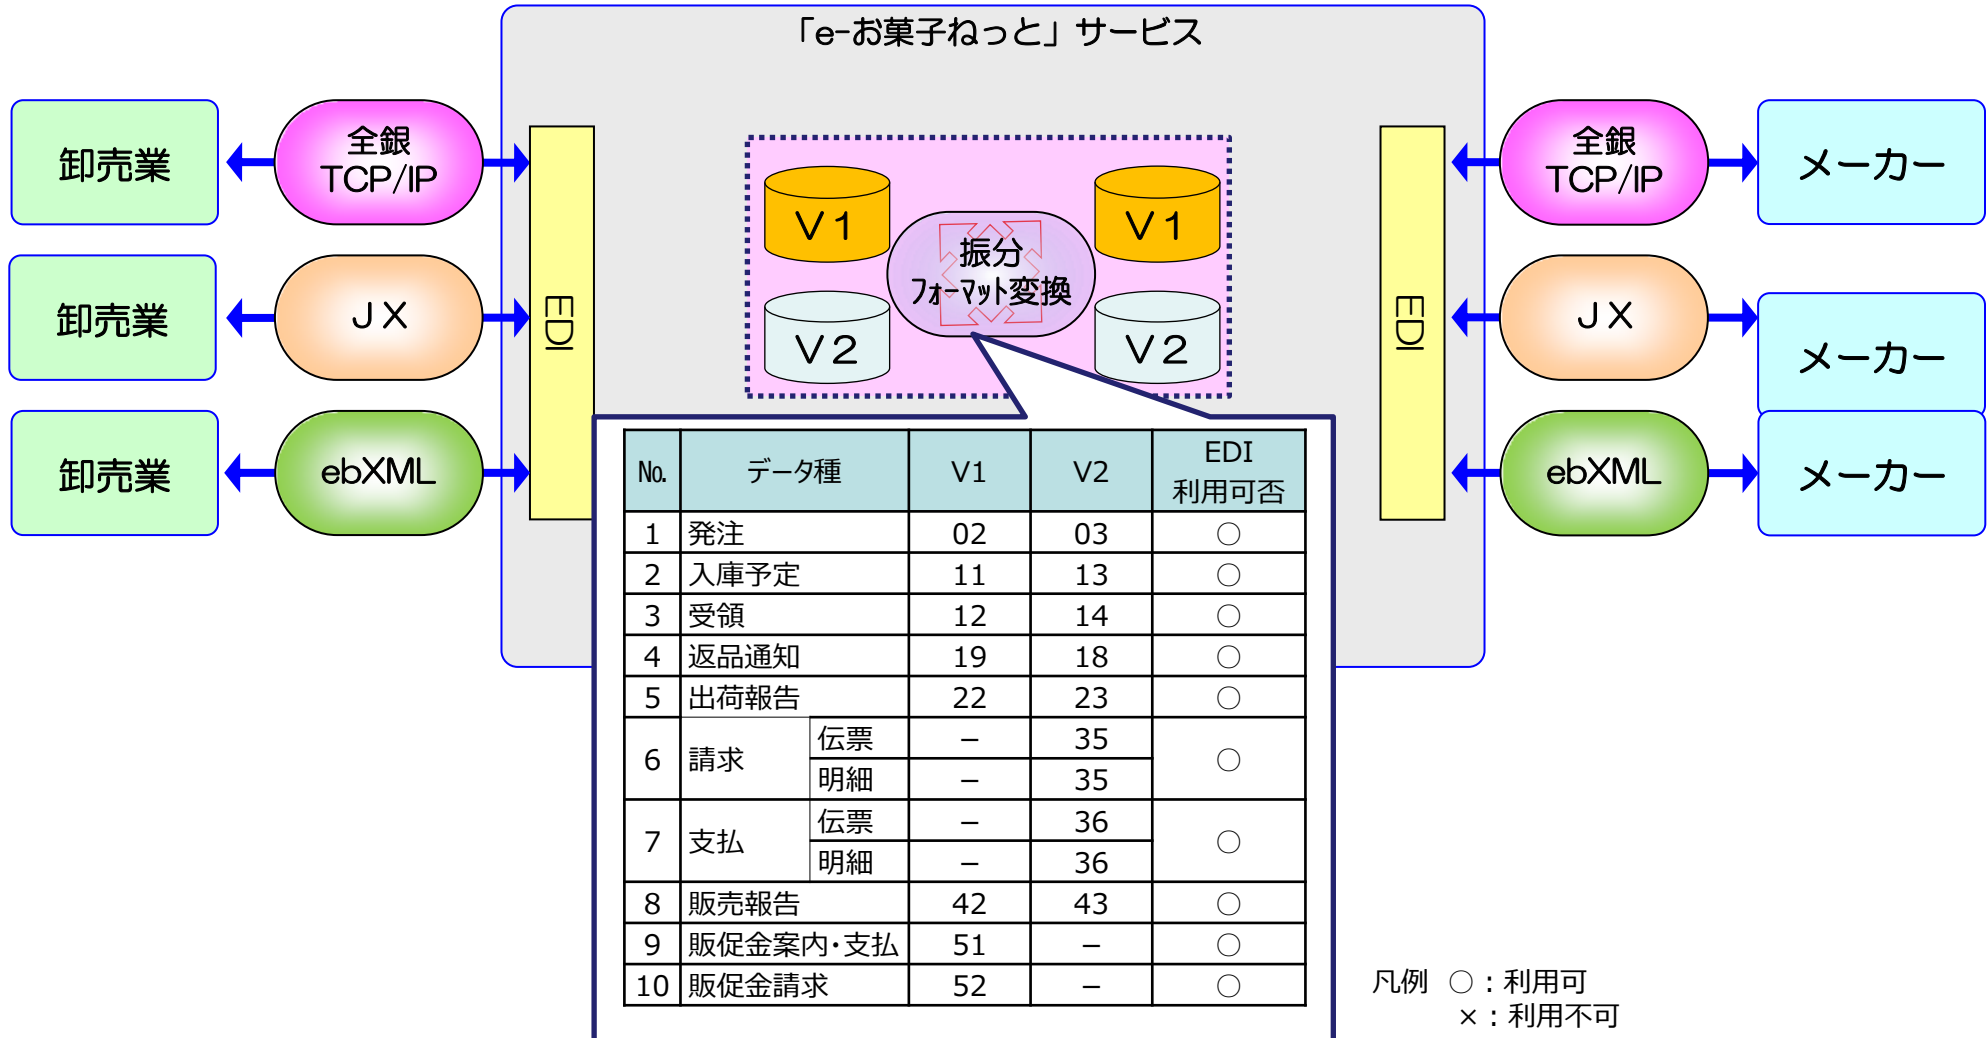 「e-お菓子ねっと」サービス
卸売業
全銀
TCP/IP
卸売業
JX
卸売業
ebXML
EDI
V1
V2
振分
フォーマット変換
V1
V2
EDI
全銀
TCP/IP
メーカー
JX
メーカー
ebXML
メーカー
No. データ種 V1 V2 EDI利用可否
1 発注 02 03 ○
2 入庫予定 11 13 ○
3 受領 12 14 ○
4 返品通知 19 18 ○
5 出荷報告 22 23 ○
6 請求 伝票 − 35 ○
明細 − 35
7 支払 伝票 − 36 ○
明細 − 36
8 販売報告 42 43 ○
9 販促金案内・支払 51 − ○
10 販促金請求 52 − ○
凡例 ○:利用可
×:利用不可